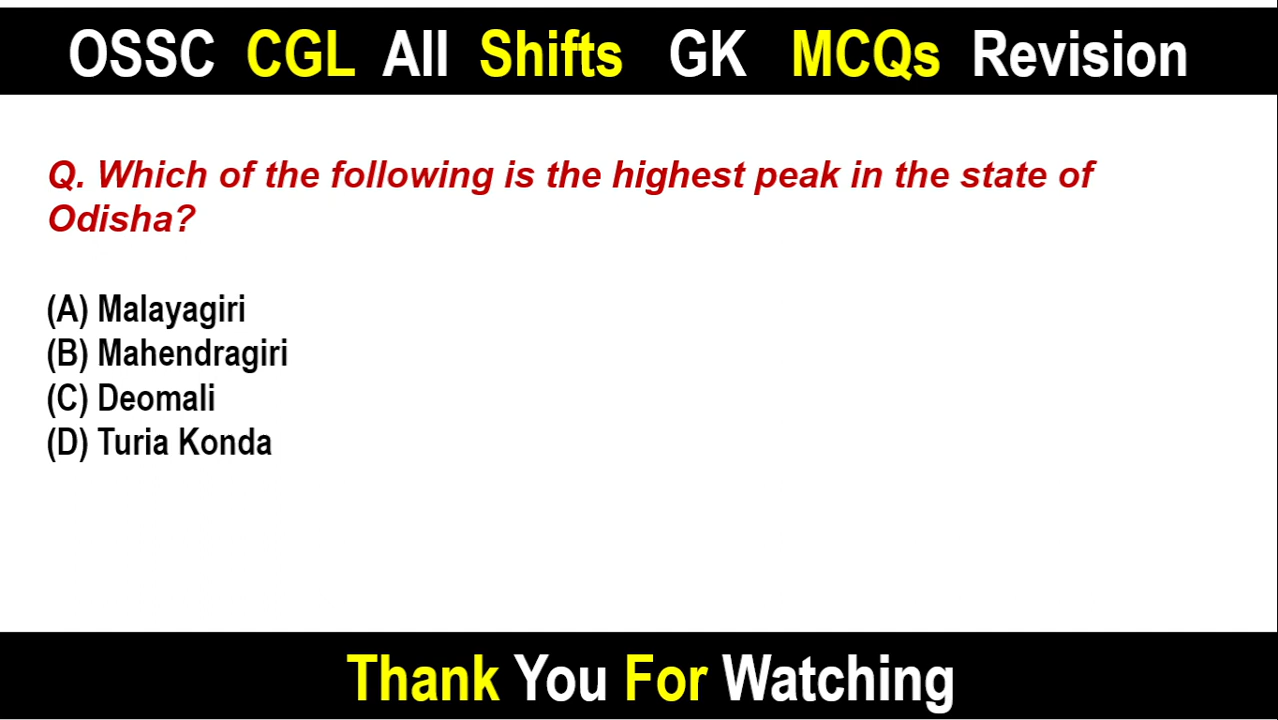 OSSC CGL All Shifts GK MCQs Revision
Q. Which of the following is the highest peak in the state of
Odisha?
(A) Malayagiri
(B) Mahendragiri
(C) Deomali
(D) Turia Konda
Thank You For Watching